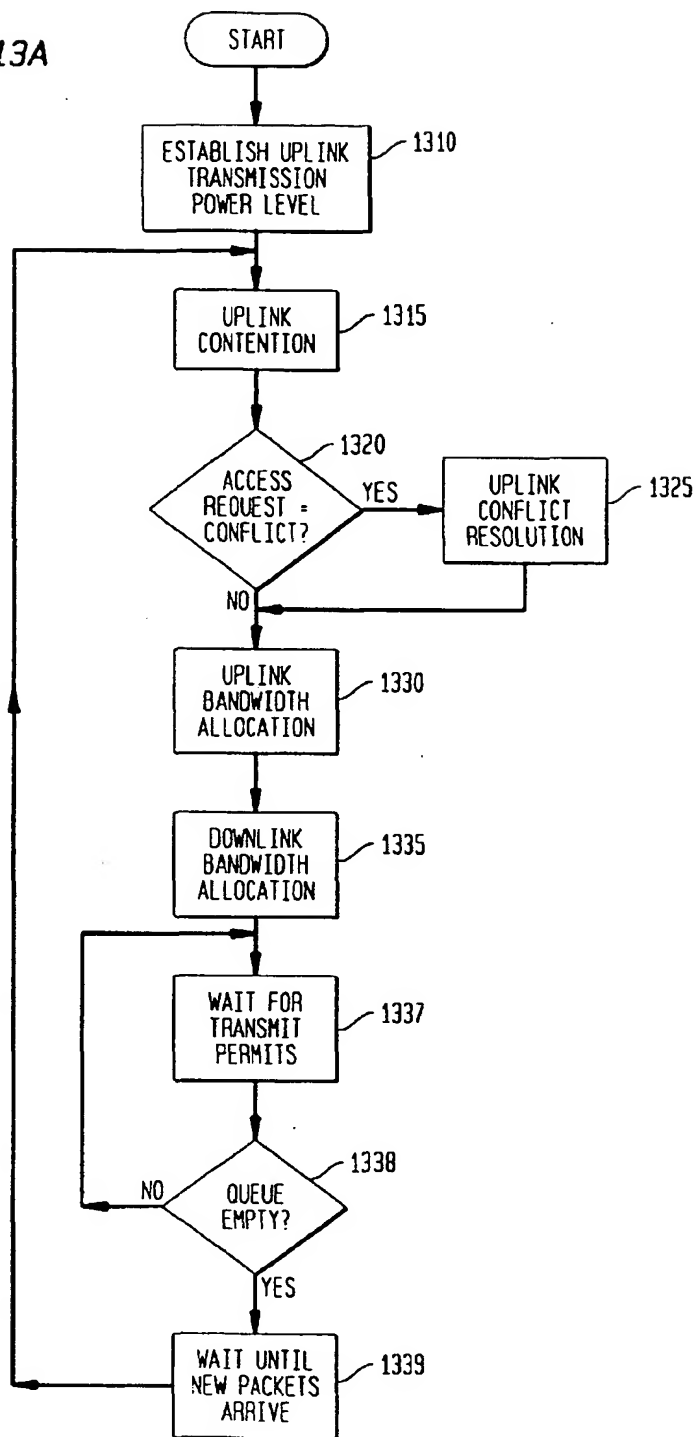 13A
START
ESTABLISH UPLINK
TRANSMISSION
POWER LEVEL
1310
UPLINK
CONTENTION
1315
ACCESS
REQUEST =
CONFLICT?
1320
YES
UPLINK
CONFLICT
RESOLUTION
1325
NO
UPLINK
BANDWIDTH
ALLOCATION
1330
DOWNLINK
BANDWIDTH
ALLOCATION
1335
WAIT FOR
TRANSMIT
PERMITS
1337
QUEUE
EMPTY?
1338
NO
YES
WAIT UNTIL
NEW PACKETS
ARRIVE
1339